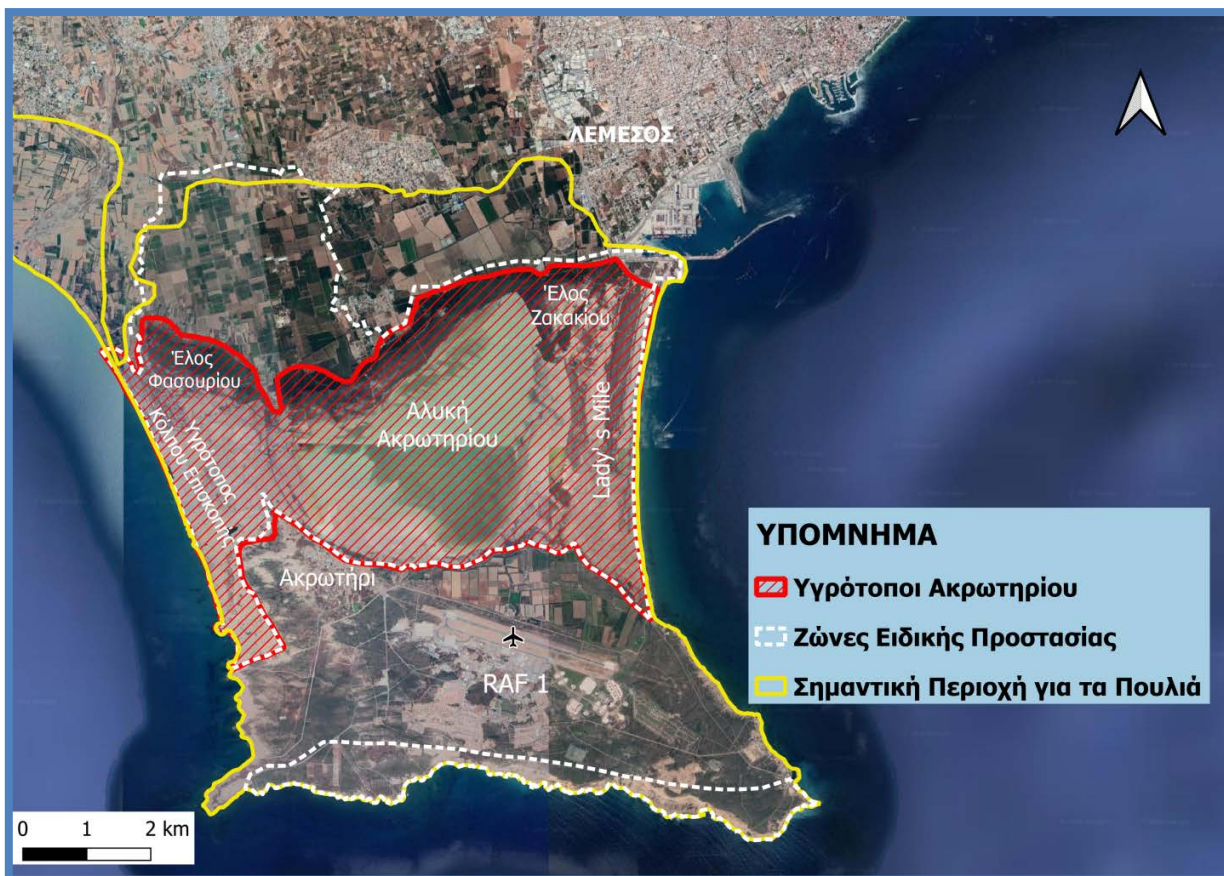 ΛΕΜΕΣΟΣ
Έλος
Ζακακίου
Έλος
Φασουρίου
Αλυκή
Ακρωτηρίου
Υγρότοπος
Κόλπου Επισκοπής
Lady' s Mile
Ακρωτήρι
RAF 1
ΥΠΟΜΝΗΜΑ
Υγρότοποι Ακρωτηρίου
Ζώνες Ειδικής Προστασίας
Σημαντική Περιοχή για τα Πουλιά
0 1 2 km